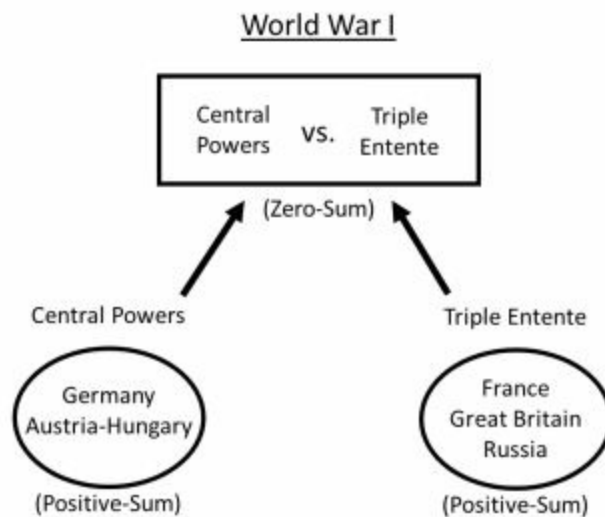 World War I
Central Powers vs. Triple Entente
(Zero-Sum)
Central Powers
Triple Entente
Germany
Austria-Hungary
(Positive-Sum)
France
Great Britain
Russia
(Positive-Sum)